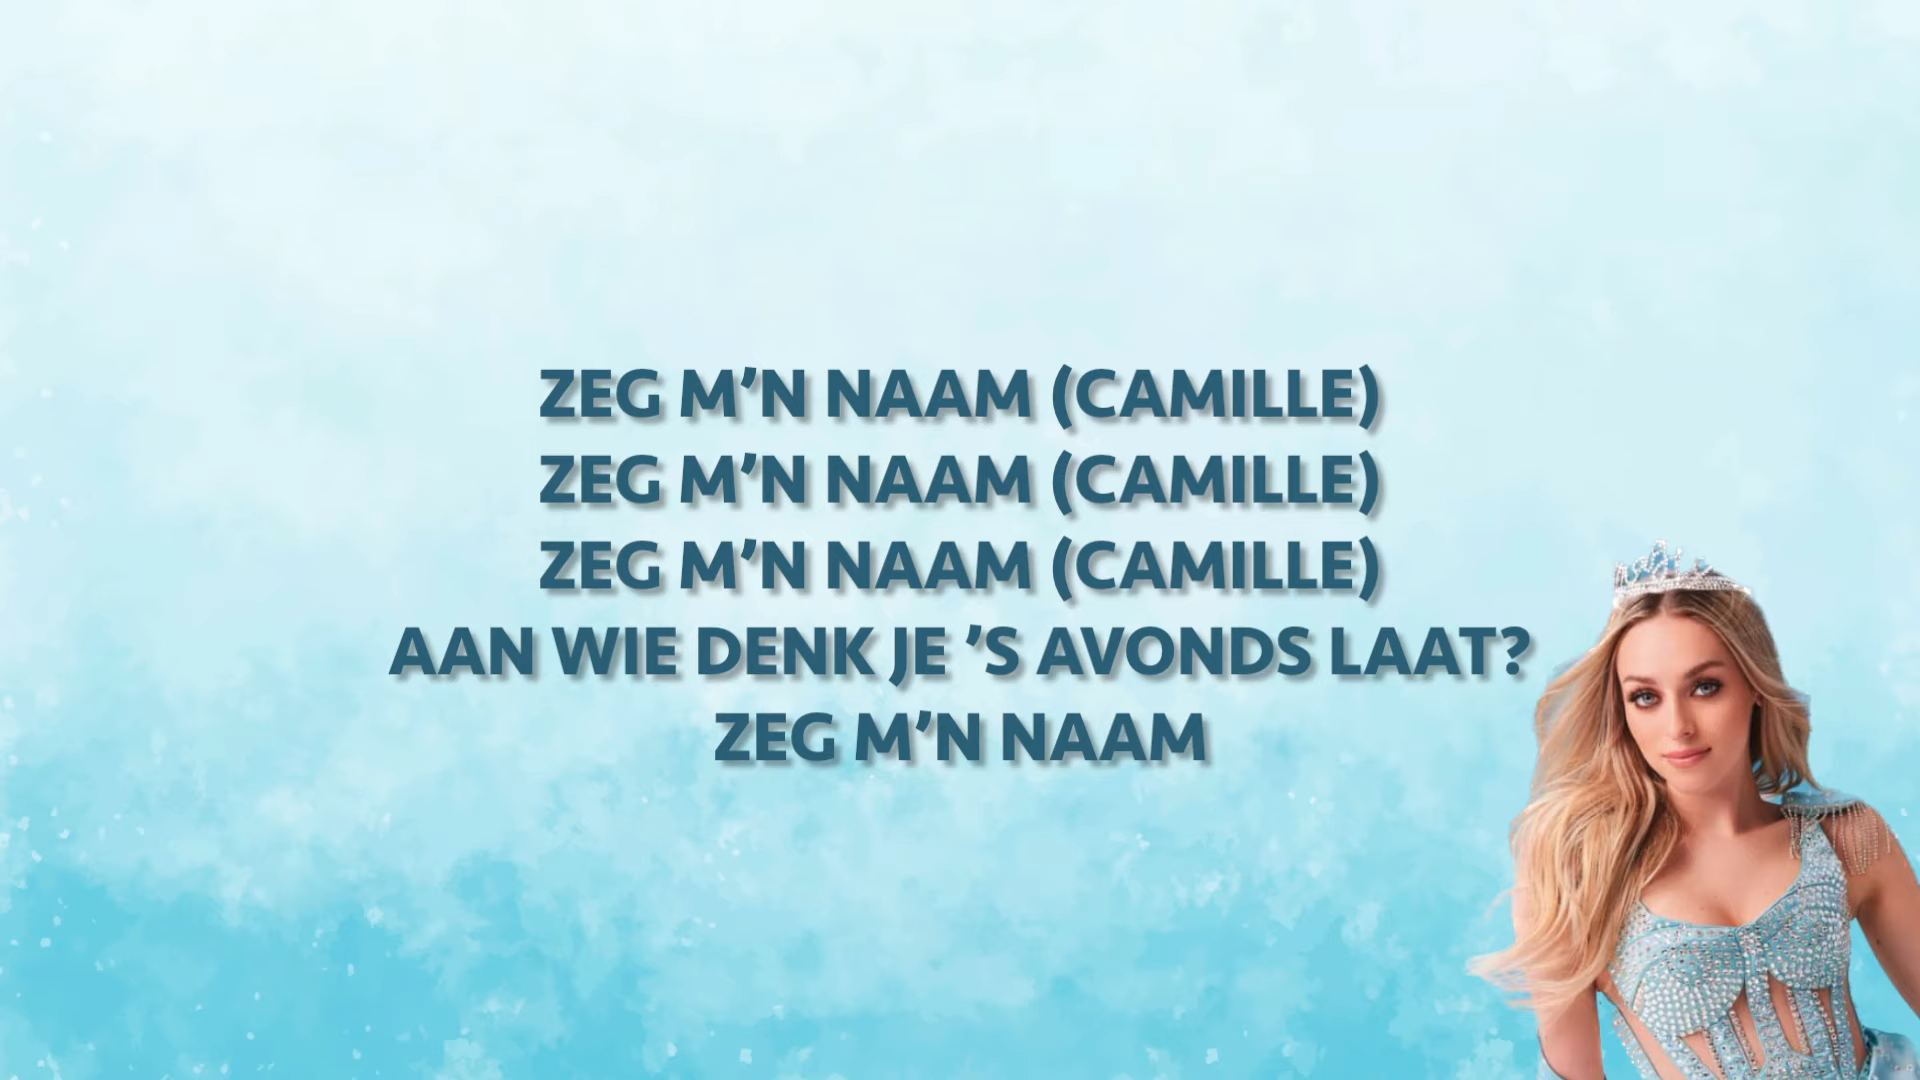 ZEG M’N NAAM (CAMILLE)
ZEG M’N NAAM (CAMILLE)
ZEG M’N NAAM (CAMILLE)
AAN WIE DENK JE ’S AVONDS LAAT?
ZEG M’N NAAM